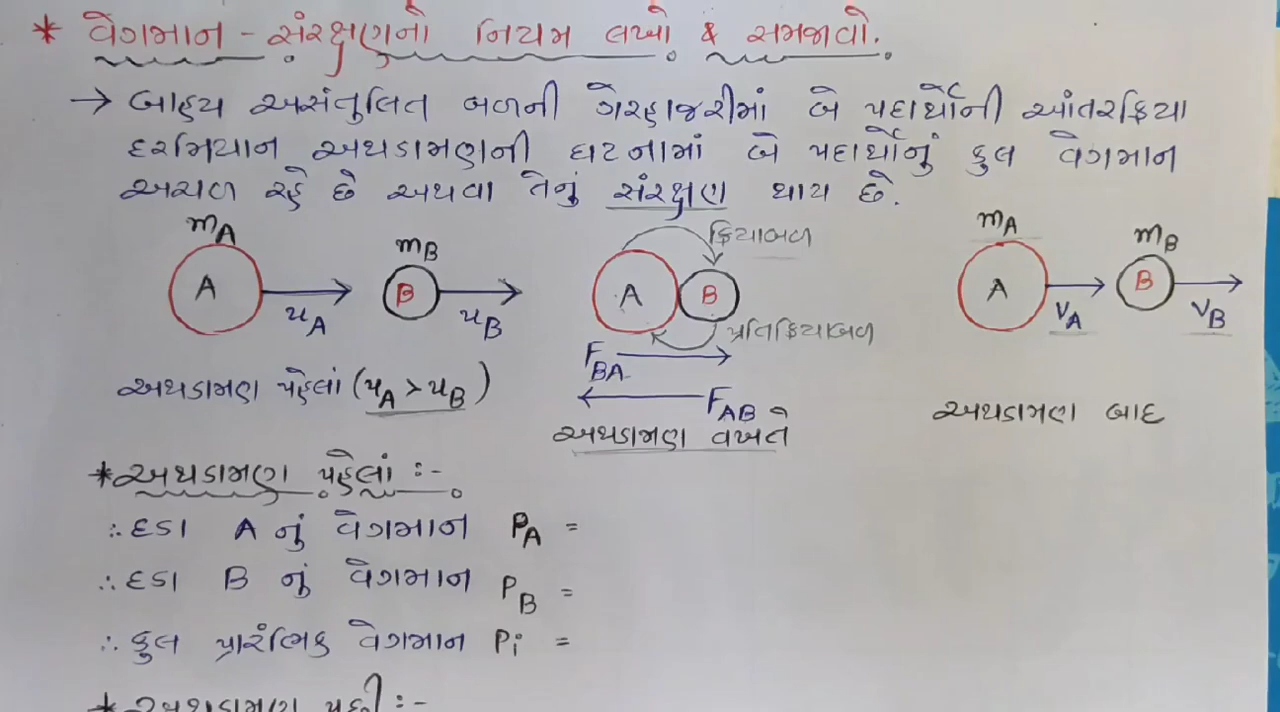 * વેગમાન - સંરક્ષણનો નિયમ લખો & સમજાવો.
→ બાહ્ય અસંતુલિત બળની ગેરહાજરીમાં બે પદાર્થોની આંતરક્રિયા
દરમિયાન અથડામણની ઘટનામાં બે પદાર્થોનું કુલ વેગમાન
અચળ રહે છે અથવા તેનું સંરક્ષણ થાય છે.
mA
A
uA
mB
B
uB
અથડામણ પહેલાં (uA > uB)
ક્રિયાબળ
A
B
પ્રતિક્રિયાબળ
FBA
FAB
અથડામણ વખતે
mA
A
VA
mB
B
VB
અથડામણ બાદ
* અથડામણ પહેલાં :-
∴ દડા A નું વેગમાન PA =
∴ દડા B નું વેગમાન PB =
∴ કુલ પ્રારંભિક વેગમાન Pi =
* અથડામણ પછી :-